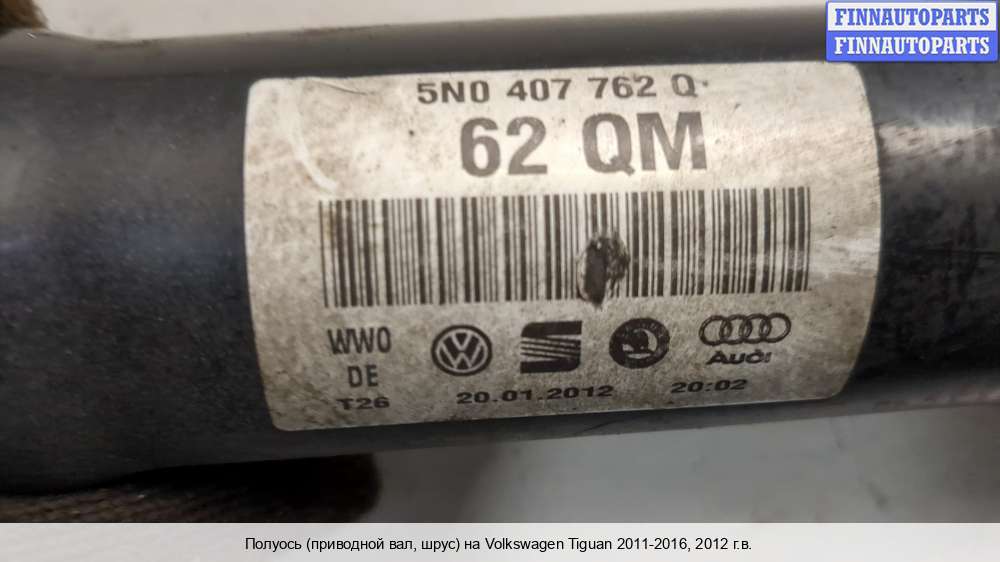 FINNAUTOPARTS
FINNAUTOPARTS
5N0 407 762 Q
62 QM
WW0
DE
T26
Audi
20.01.2012 20:02
Полуось (приводной вал, шрус) на Volkswagen Tiguan 2011-2016, 2012 г.в.